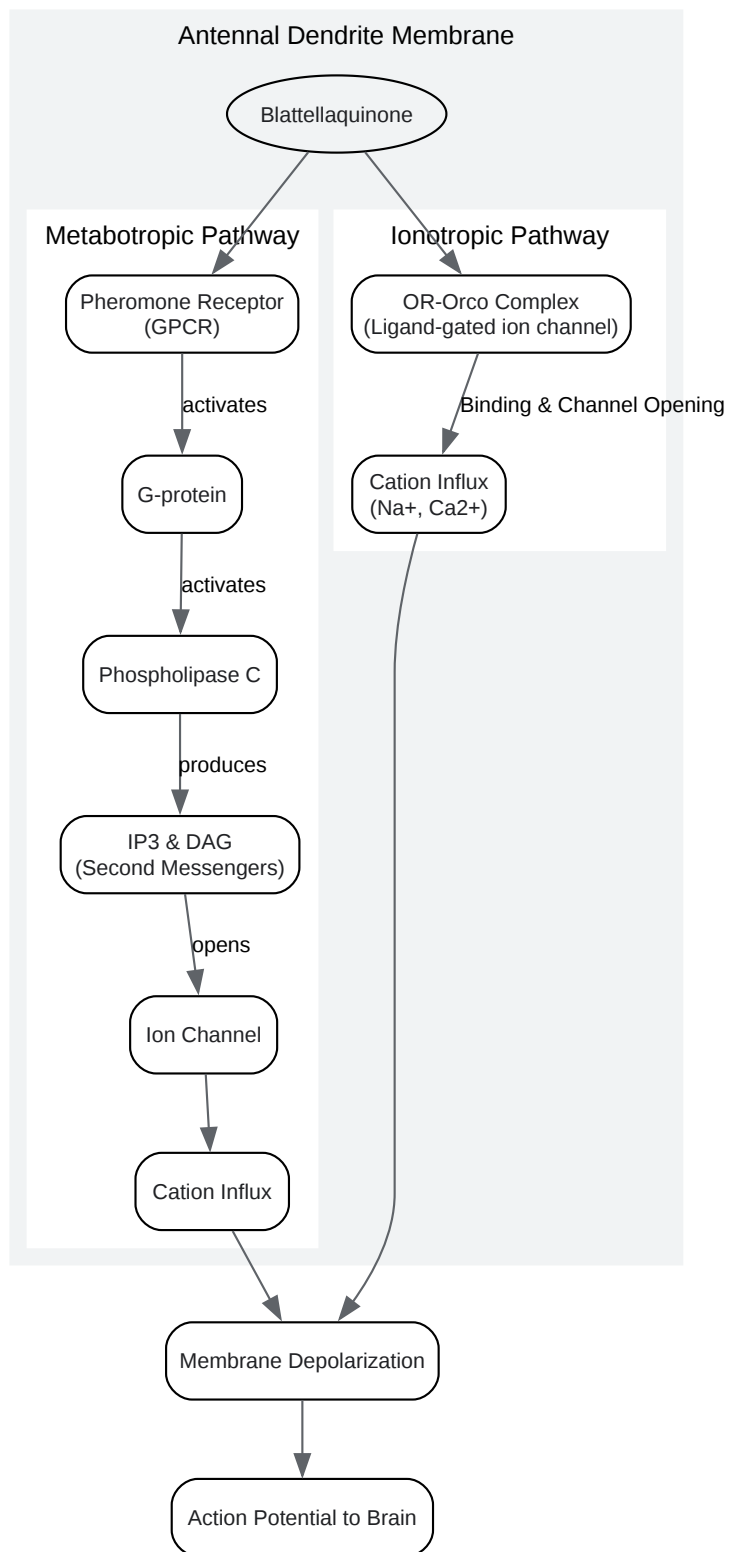 Antennal Dendrite Membrane
Blattellaquinone
Metabotropic Pathway
Ionotropic Pathway
Pheromone Receptor
(GPCR)
OR-Orco Complex
(Ligand-gated ion channel)
activates
Binding & Channel Opening
G-protein
Cation Influx
(Na+, Ca2+)
activates
Phospholipase C
produces
IP3 & DAG
(Second Messengers)
opens
Ion Channel
Cation Influx
Membrane Depolarization
Action Potential to Brain